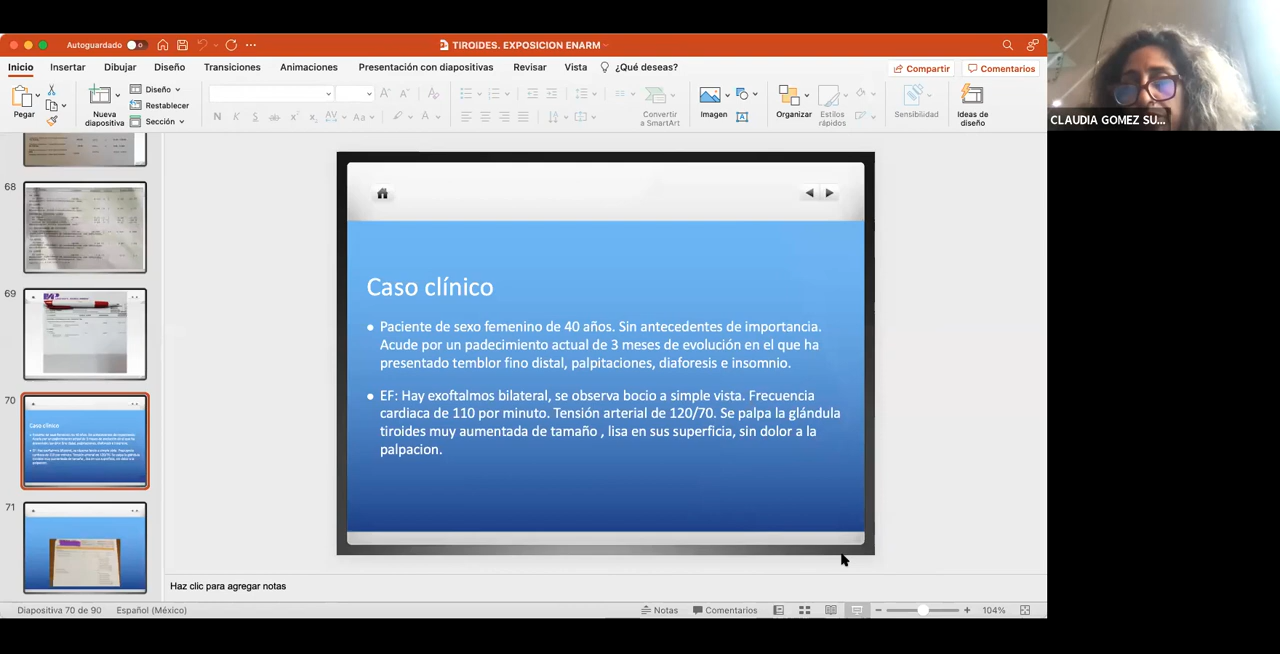 Autoguardado
TIROIDES. EXPOSICION ENARM
Inicio
Insertar
Dibujar
Diseño
Transiciones
Animaciones
Presentación con diapositivas
Revisar
Vista
¿Qué deseas?
Compartir
Comentarios
Pegar
Nueva
diapositiva
Diseño
Restablecer
Sección
Convertir
a SmartArt
Imagen
Organizar
Estilos
rápidos
Sensibilidad
Ideas de
diseño
CLAUDIA GOMEZ SU...
68
69
70
71
Caso clínico
• Paciente de sexo femenino de 40 años. Sin antecedentes de importancia.
Acude por un padecimiento actual de 3 meses de evolución en el que ha
presentado temblor fino distal, palpitaciones, diaforesis e insomnio.
• EF: Hay exoftalmos bilateral, se observa bocio a simple vista. Frecuencia
cardiaca de 110 por minuto. Tensión arterial de 120/70. Se palpa la glándula
tiroides muy aumentada de tamaño , lisa en sus superficia, sin dolor a la
palpacion.
Haz clic para agregar notas
Diapositiva 70 de 90
Español (México)
Notas
Comentarios
104%